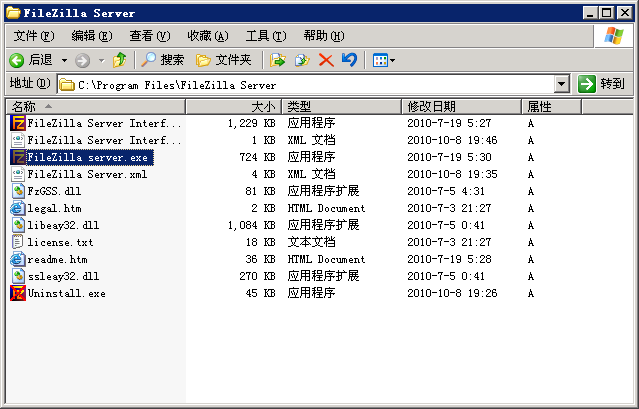 FileZilla Server
文件(F) 编辑(E) 查看(V) 收藏(A) 工具(T) 帮助(H)
后退 搜索 文件夹
地址(D) C:\Program Files\FileZilla Server 转到
名称 大小 类型 修改日期 属性
FileZilla Server Interf... 1,229 KB 应用程序 2010-7-19 5:27 A
FileZilla Server Interf... 1 KB XML 文档 2010-10-8 19:46 A
FileZilla server.exe 724 KB 应用程序 2010-7-19 5:30 A
FileZilla Server.xml 4 KB XML 文档 2010-10-8 19:35 A
FzGSS.dll 81 KB 应用程序扩展 2010-7-5 4:31 A
legal.htm 2 KB HTML Document 2010-7-3 21:27 A
libeay32.dll 1,084 KB 应用程序扩展 2010-7-5 0:41 A
license.txt 18 KB 文本文档 2010-7-3 21:27 A
readme.htm 36 KB HTML Document 2010-7-19 5:28 A
ssleay32.dll 270 KB 应用程序扩展 2010-7-5 0:41 A
Uninstall.exe 45 KB 应用程序 2010-10-8 19:26 A